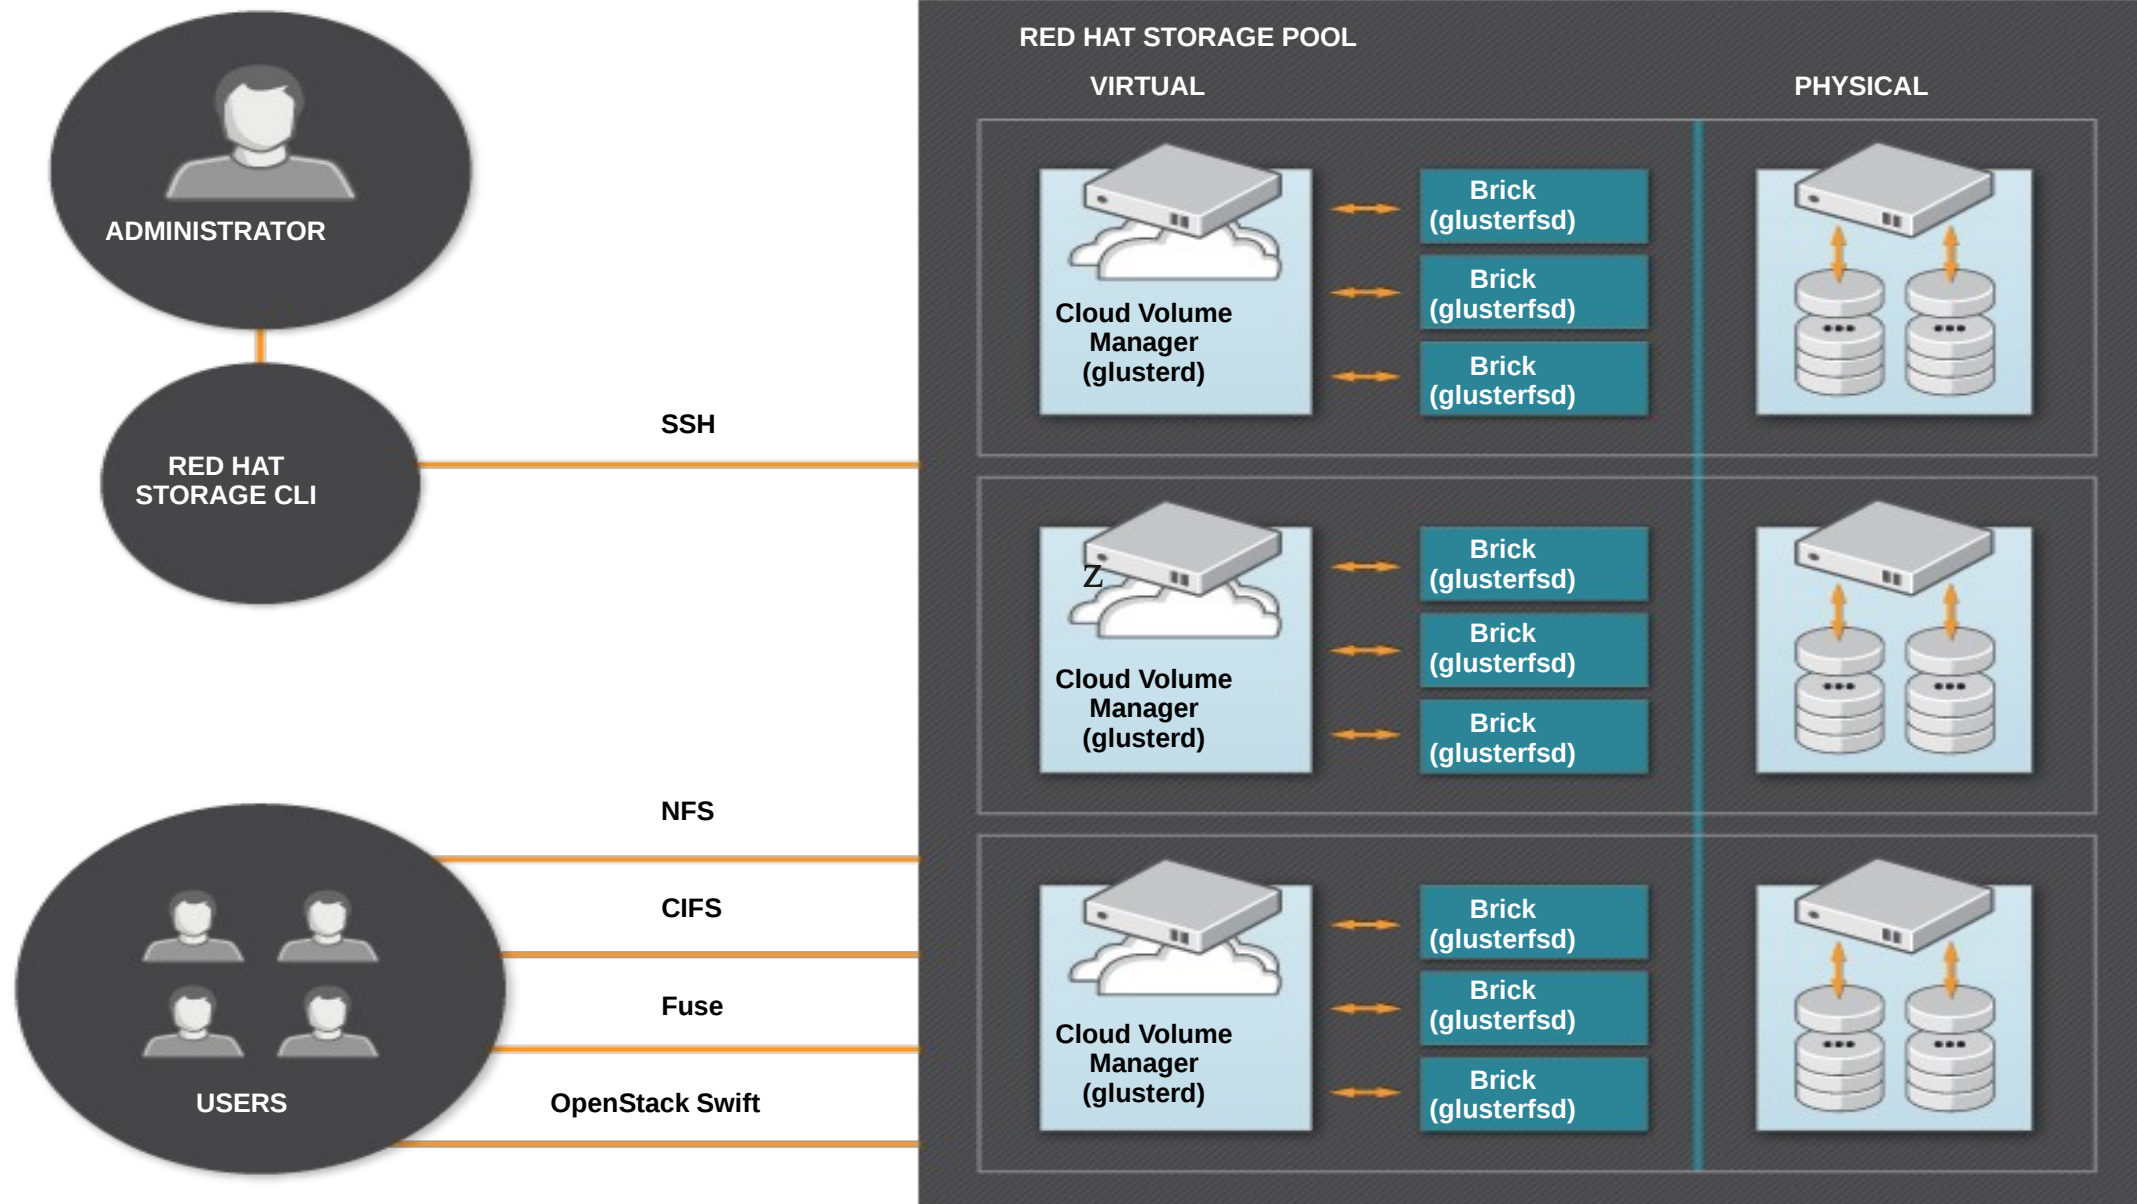 RED HAT STORAGE POOL
VIRTUAL
PHYSICAL
ADMINISTRATOR
RED HAT
STORAGE CLI
SSH
NFS
CIFS
Fuse
OpenStack Swift
USERS
Cloud Volume
Manager
(glusterd)
Brick
(glusterfsd)
Brick
(glusterfsd)
Brick
(glusterfsd)
z
Cloud Volume
Manager
(glusterd)
Brick
(glusterfsd)
Brick
(glusterfsd)
Brick
(glusterfsd)
Cloud Volume
Manager
(glusterd)
Brick
(glusterfsd)
Brick
(glusterfsd)
Brick
(glusterfsd)